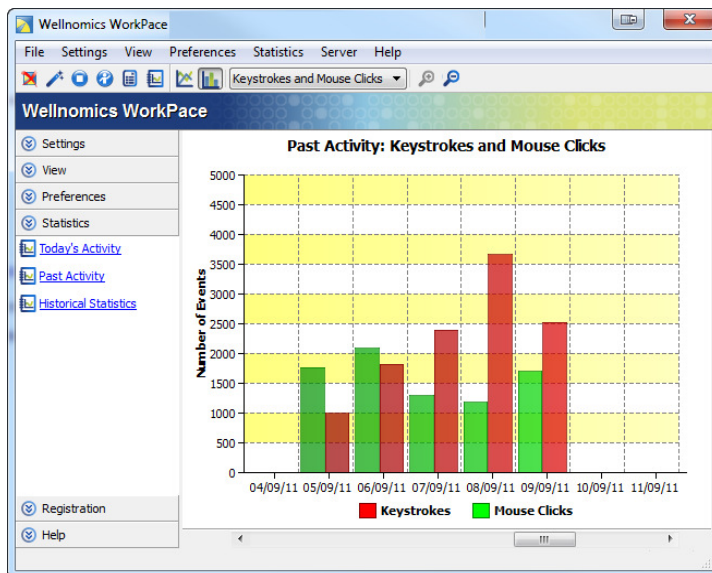 Wellnomics WorkPace
File Settings View Preferences Statistics Server Help
Keystrokes and Mouse Clicks
Wellnomics WorkPace
Settings
View
Preferences
Statistics
Today's Activity
Past Activity
Historical Statistics
Registration
Help
Past Activity: Keystrokes and Mouse Clicks
Number of Events
5000
4500
4000
3500
3000
2500
2000
1500
1000
500
0
04/09/11 05/09/11 06/09/11 07/09/11 08/09/11 09/09/11 10/09/11 11/09/11
Keystrokes Mouse Clicks